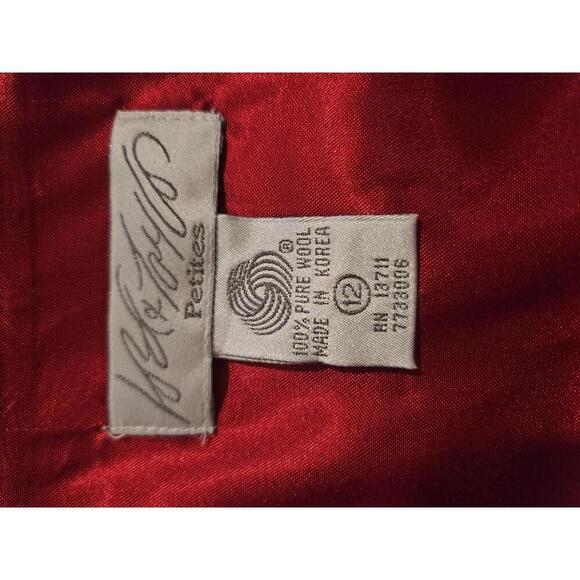 Petites
®
100% PURE WOOL
MADE IN KOREA
12
RN 13711
7733006